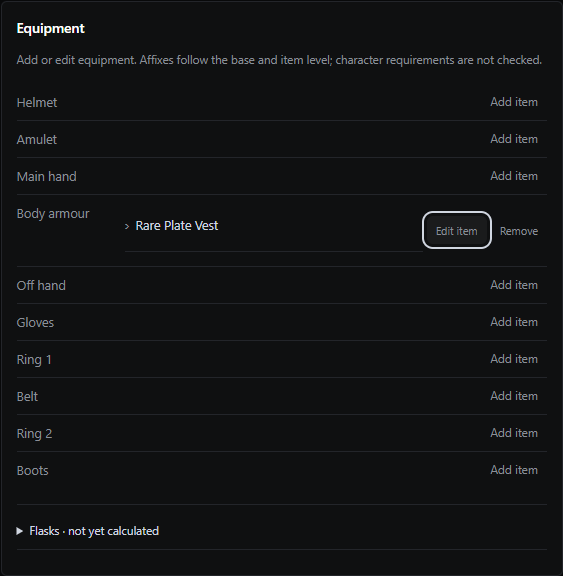 Equipment
Add or edit equipment. Affixes follow the base and item level; character requirements are not checked.
Helmet Add item
Amulet Add item
Main hand Add item
Body armour › Rare Plate Vest Edit item Remove
Off hand Add item
Gloves Add item
Ring 1 Add item
Belt Add item
Ring 2 Add item
Boots Add item
Flasks · not yet calculated